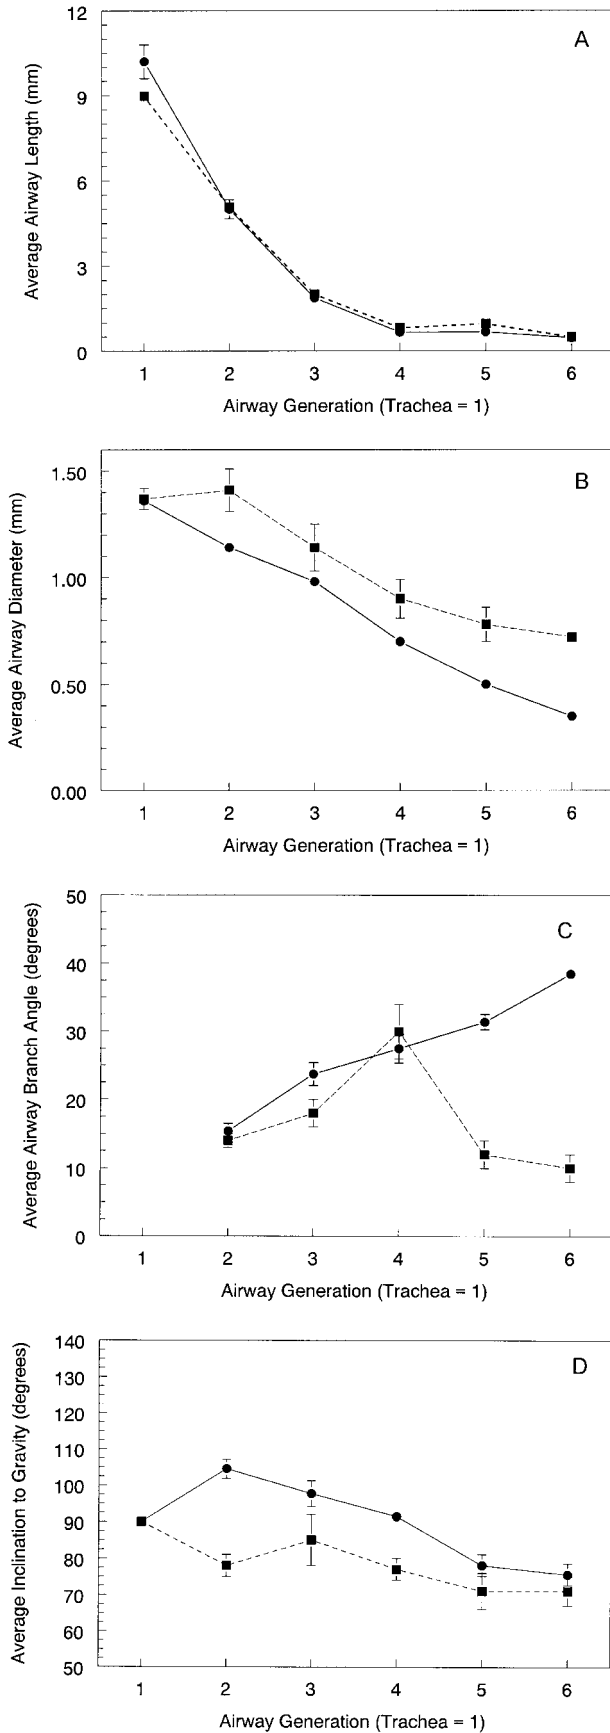 A
Average Airway Length (mm)
12
9
6
3
0
1 2 3 4 5 6
Airway Generation (Trachea = 1)
B
Average Airway Diameter (mm)
1.50
1.00
0.50
0.00
1 2 3 4 5 6
Airway Generation (Trachea = 1)
C
Average Airway Branch Angle (degrees)
50
40
30
20
10
0
1 2 3 4 5 6
Airway Generation (Trachea = 1)
D
Average Inclination to Gravity (degrees)
140
130
120
110
100
90
80
70
60
50
1 2 3 4 5 6
Airway Generation (Trachea = 1)